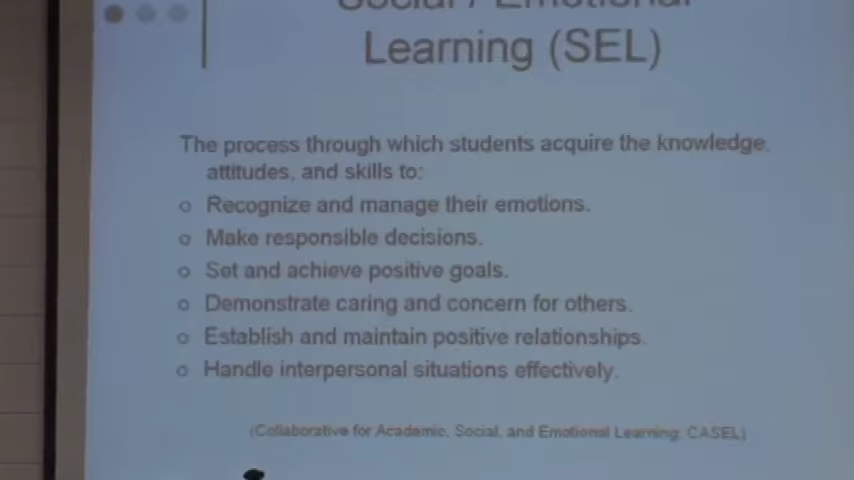 Social / Emotional
Learning (SEL)
The process through which students acquire the knowledge,
attitudes, and skills to:
Recognize and manage their emotions.
Make responsible decisions.
Set and achieve positive goals.
Demonstrate caring and concern for others.
Establish and maintain positive relationships.
Handle interpersonal situations effectively.
(Collaborative for Academic, Social, and Emotional Learning: CASEL)